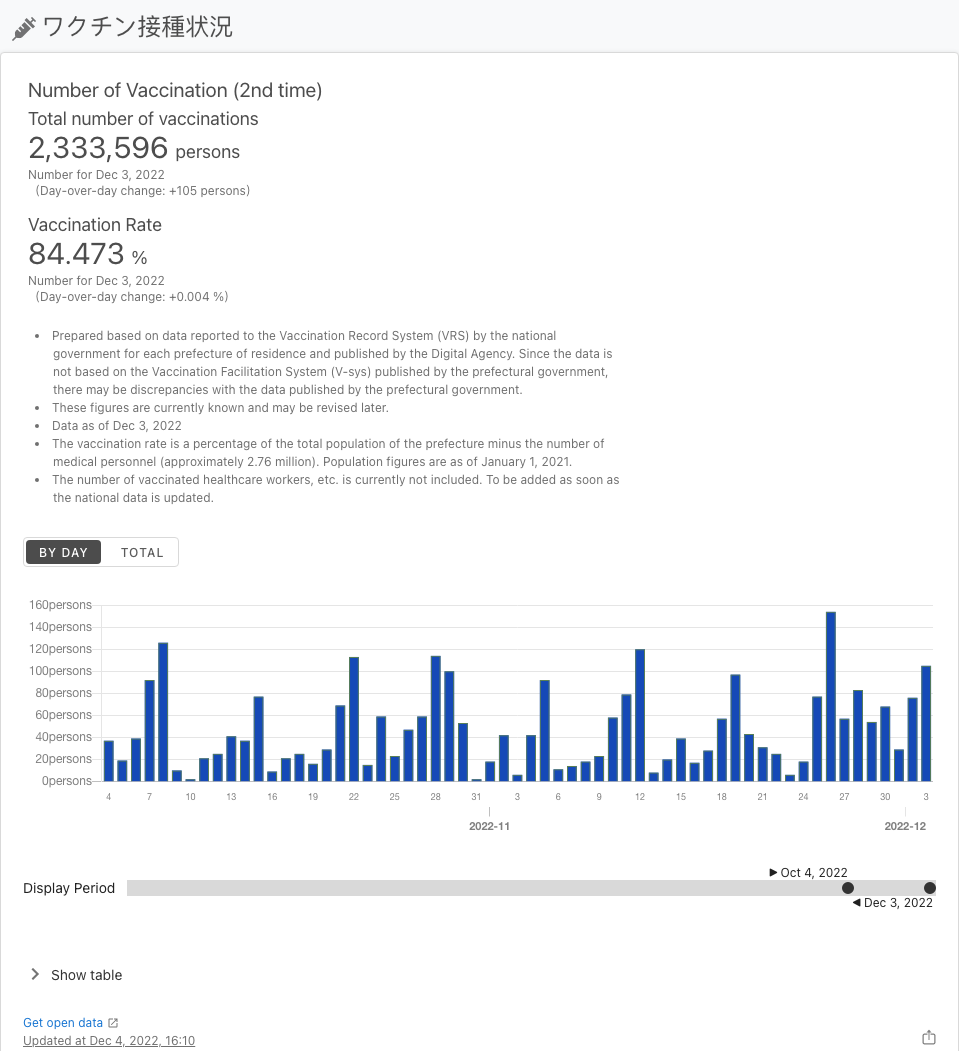 ワクチン接種状況
Number of Vaccination (2nd time)
Total number of vaccinations
2,333,596 persons
Number for Dec 3, 2022
(Day-over-day change: +105 persons)
Vaccination Rate
84.473 %
Number for Dec 3, 2022
(Day-over-day change: +0.004 %)
• Prepared based on data reported to the Vaccination Record System (VRS) by the national
government for each prefecture of residence and published by the Digital Agency. Since the data is
not based on the Vaccination Facilitation System (V-sys) published by the prefectural government,
there may be discrepancies with the data published by the prefectural government.
• These figures are currently known and may be revised later.
• Data as of Dec 3, 2022
• The vaccination rate is a percentage of the total population of the prefecture minus the number of
medical personnel (approximately 2.76 million). Population figures are as of January 1, 2021.
• The number of vaccinated healthcare workers, etc. is currently not included. To be added as soon as
the national data is updated.
BY DAY TOTAL
160persons
140persons
120persons
100persons
80persons
60persons
40persons
20persons
0persons
4 7 10 13 16 19 22 25 28 31 3 6 9 12 15 18 21 24 27 30 3
2022-11 2022-12
Oct 4, 2022
Display Period
Dec 3, 2022
Show table
Get open data
Updated at Dec 4, 2022, 16:10